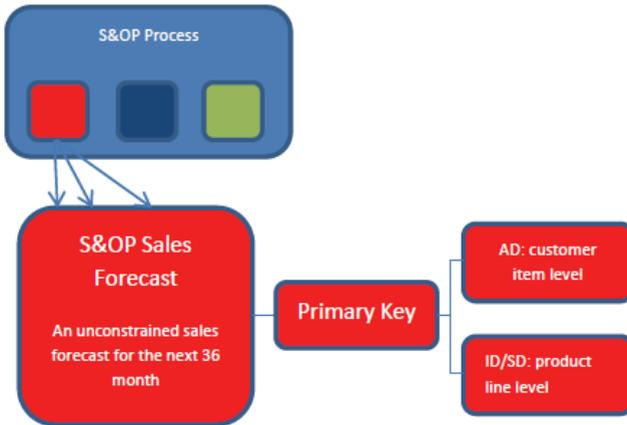 S&OP Process
S&OP Sales
Forecast
An unconstrained sales
forecast for the next 36
month
Primary Key
AD: customer
item level
ID/SD: product
line level